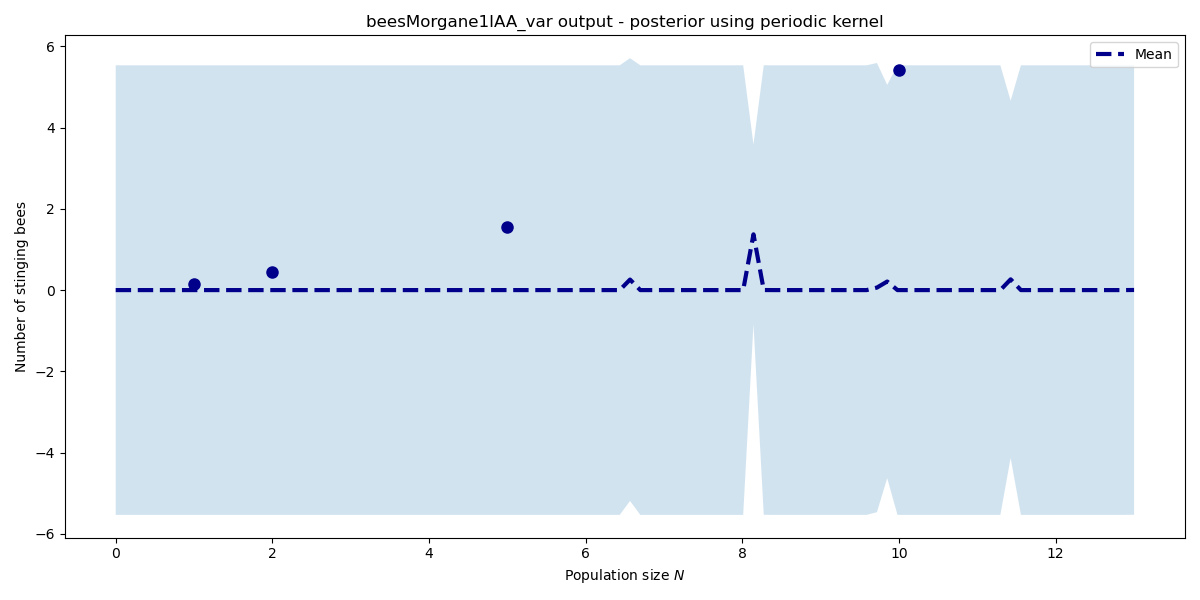 beesMorgane1IAA_var output - posterior using periodic kernel
Mean
Number of stinging bees
6
4
2
0
−2
−4
−6
0 2 4 6 8 10 12
Population size N